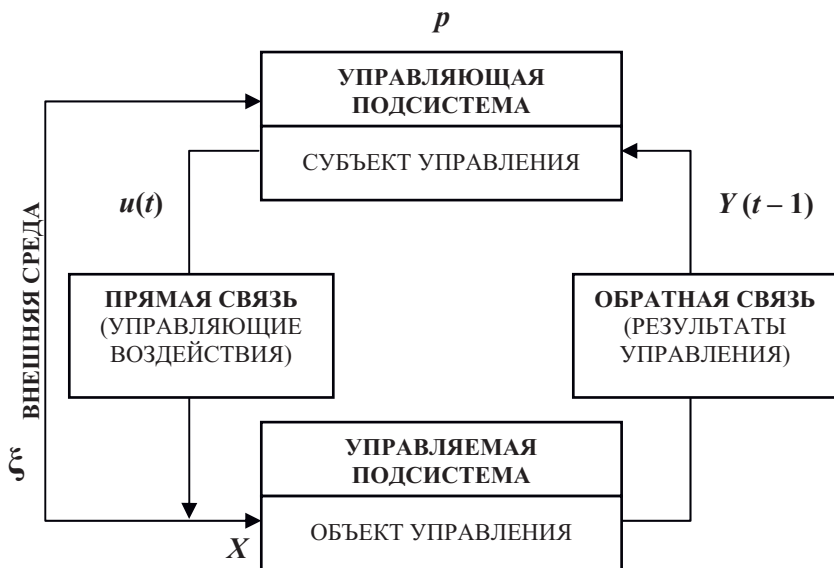 p
УПРАВЛЯЮЩАЯ
ПОДСИСТЕМА
СУБЪЕКТ УПРАВЛЕНИЯ
u(t)
Y (t – 1)
ξ ВНЕШНЯЯ СРЕДА
ПРЯМАЯ СВЯЗЬ
(УПРАВЛЯЮЩИЕ
ВОЗДЕЙСТВИЯ)
ОБРАТНАЯ СВЯЗЬ
(РЕЗУЛЬТАТЫ
УПРАВЛЕНИЯ)
УПРАВЛЯЕМАЯ
ПОДСИСТЕМА
X
ОБЪЕКТ УПРАВЛЕНИЯ